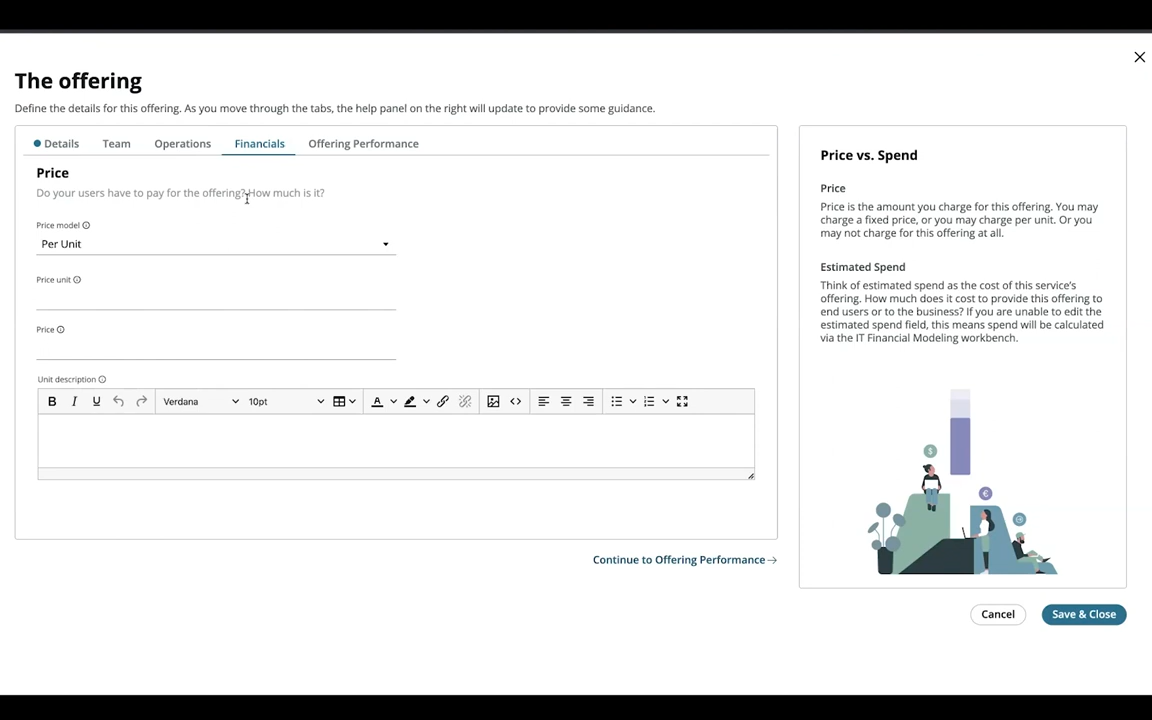 The offering
Define the details for this offering. As you move through the tabs, the help panel on the right will update to provide some guidance.
Details Team Operations Financials Offering Performance
Price
Do your users have to pay for the offering? How much is it?
Price model
Per Unit
Price unit
Price
Unit description
B I U Verdana 10pt A
Continue to Offering Performance
Price vs. Spend
Price
Price is the amount you charge for this offering. You may
charge a fixed price, or you may charge per unit. Or you
may not charge for this offering at all.
Estimated Spend
Think of estimated spend as the cost of this service's
offering. How much does it cost to provide this offering to
end users or to the business? If you are unable to edit the
estimated spend field, this means spend will be calculated
via the IT Financial Modeling workbench.
$
€
Cancel Save & Close